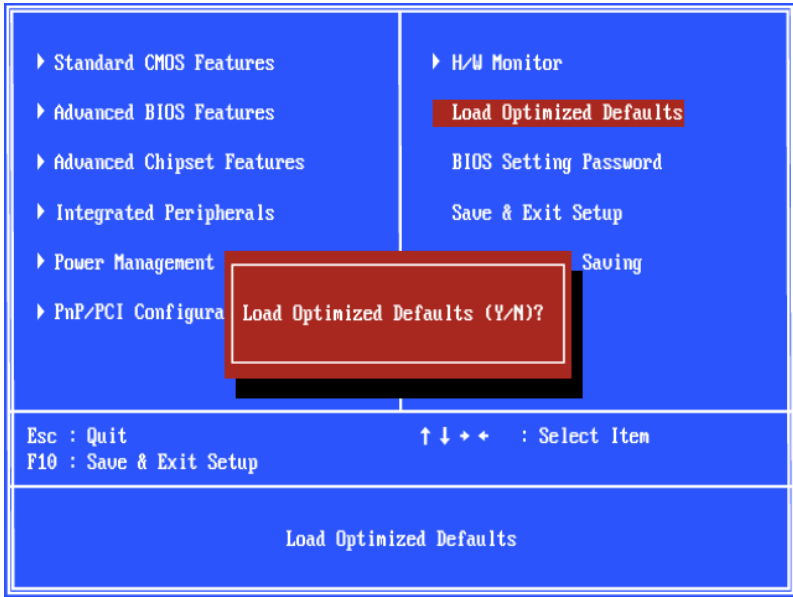 Standard CMOS Features
Advanced BIOS Features
Advanced Chipset Features
Integrated Peripherals
Power Management
PnP/PCI Configura
H/W Monitor
Load Optimized Defaults
BIOS Setting Password
Save & Exit Setup
Saving
Load Optimized Defaults (Y/N)?
Esc : Quit
F10 : Save & Exit Setup
↑ ↓ → ← : Select Item
Load Optimized Defaults